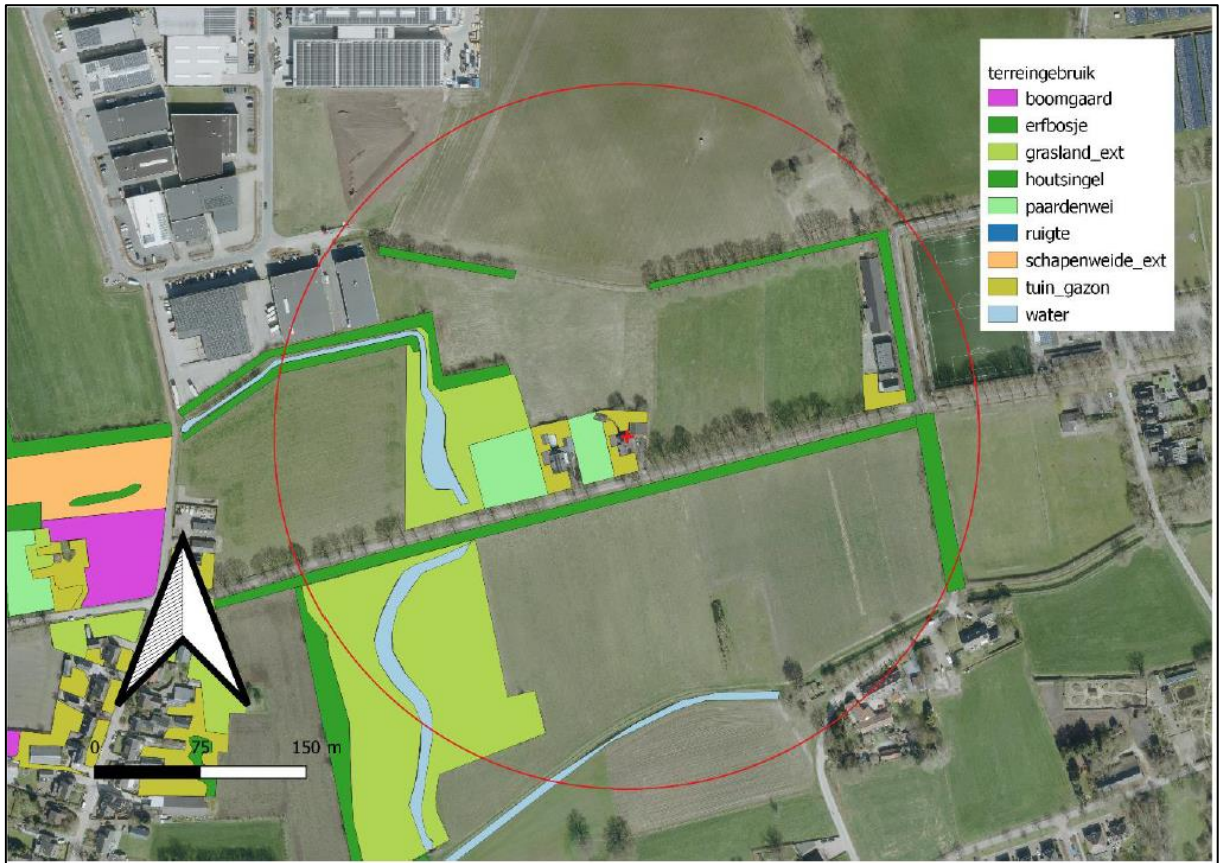 terreingebruik
boomgaard
erfbosje
grasland_ext
houtsingel
paardenwei
ruigte
schapenweide_ext
tuin_gazon
water
0 75 150 m